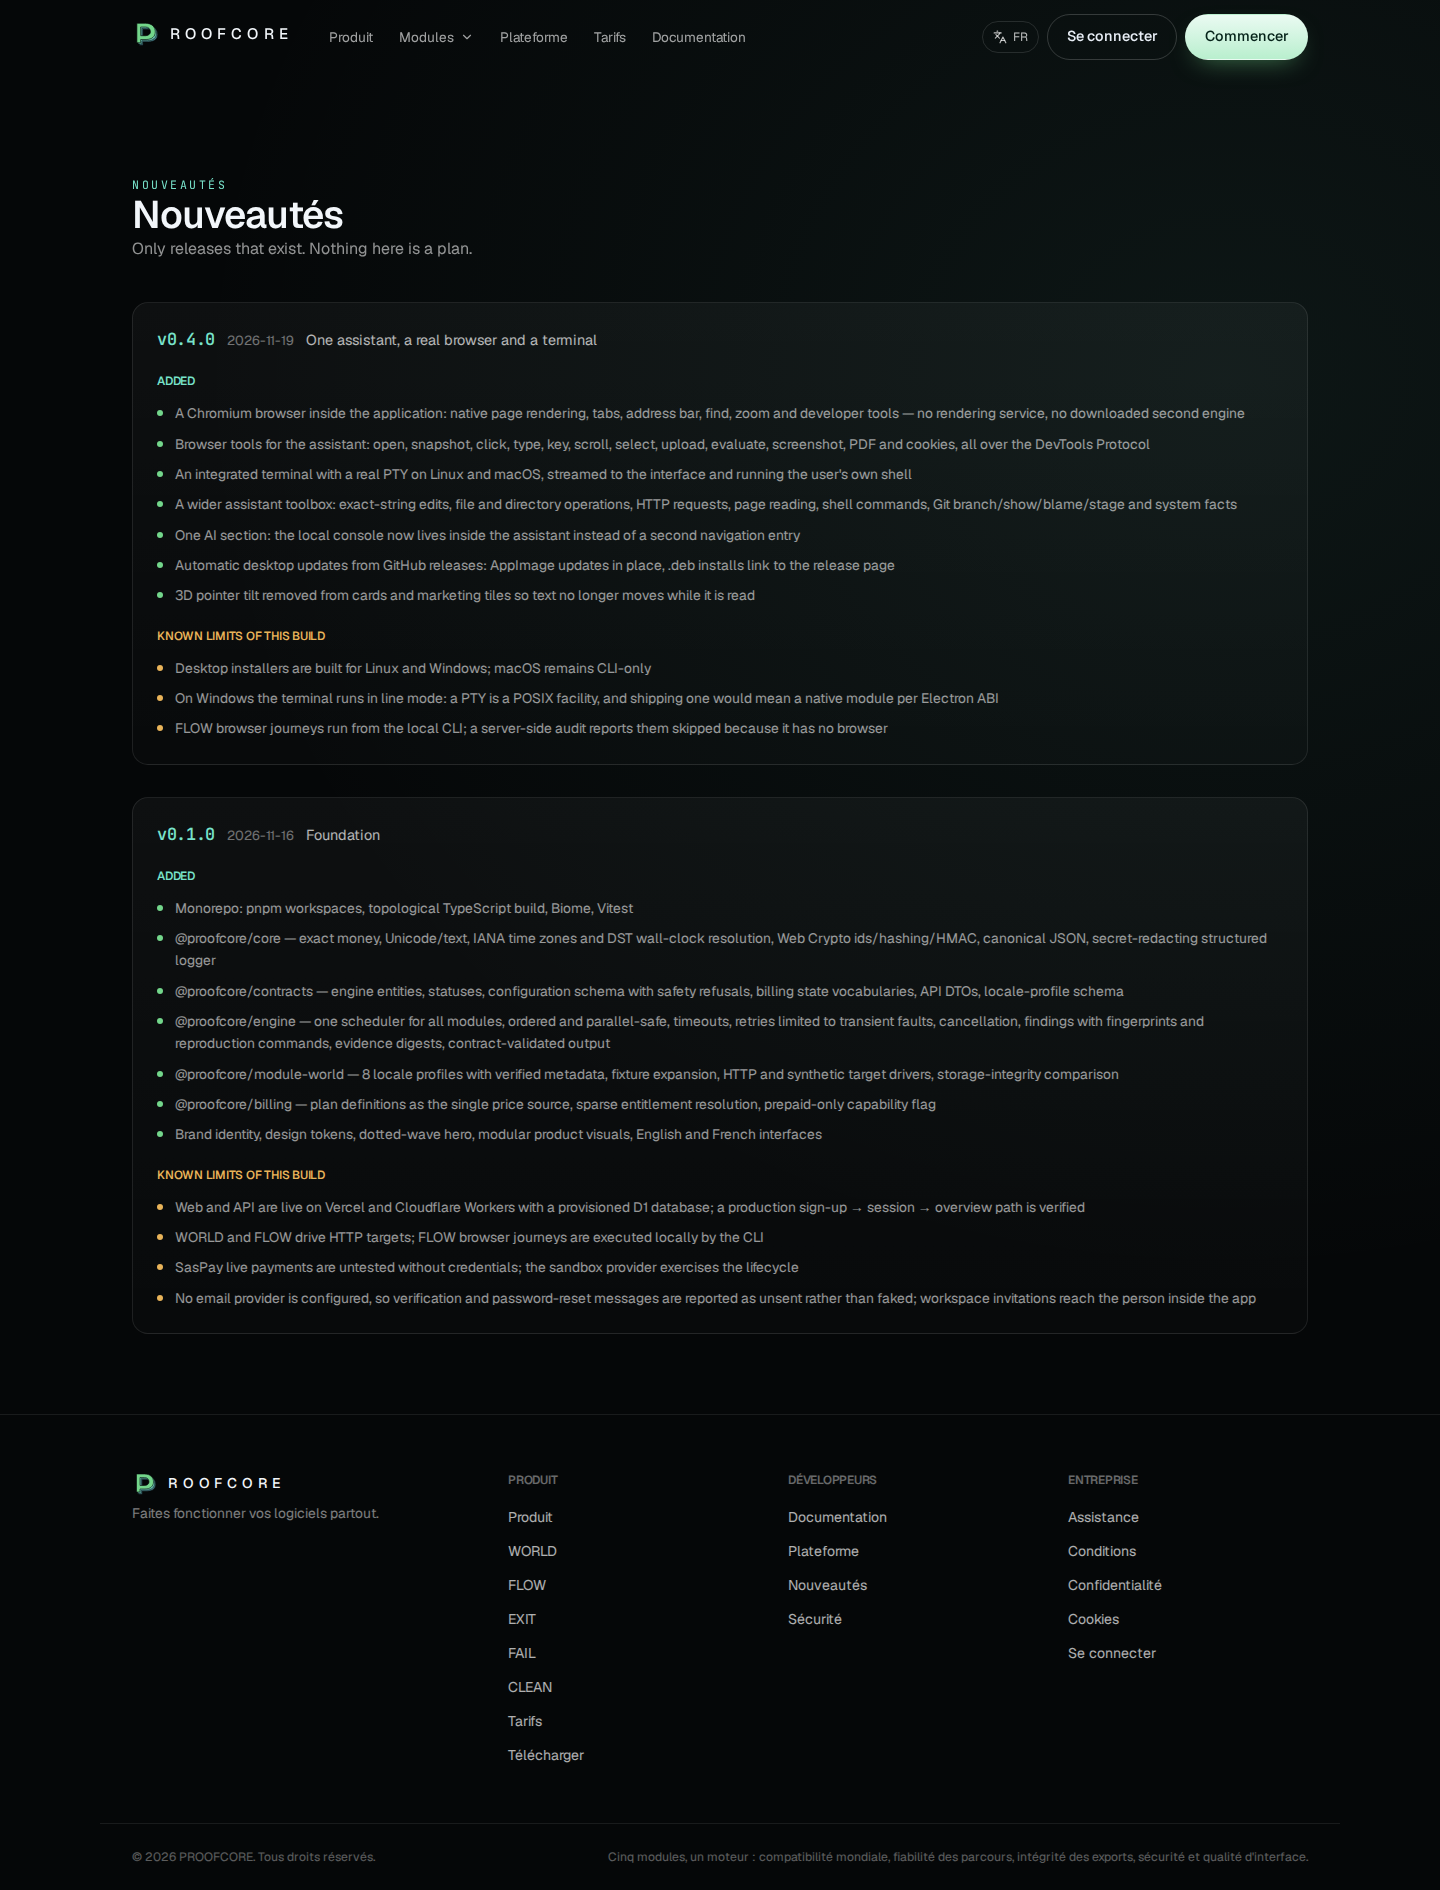 ROOFCORE
Produit
Modules
Plateforme
Tarifs
Documentation
FR
Se connecter
Commencer
NOUVEAUTÉS
Nouveautés
Only releases that exist. Nothing here is a plan.
v0.4.0 2026-11-19 One assistant, a real browser and a terminal
ADDED
A Chromium browser inside the application: native page rendering, tabs, address bar, find, zoom and developer tools — no rendering service, no downloaded second engine
Browser tools for the assistant: open, snapshot, click, type, key, scroll, select, upload, evaluate, screenshot, PDF and cookies, all over the DevTools Protocol
An integrated terminal with a real PTY on Linux and macOS, streamed to the interface and running the user's own shell
A wider assistant toolbox: exact-string edits, file and directory operations, HTTP requests, page reading, shell commands, Git branch/show/blame/stage and system facts
One AI section: the local console now lives inside the assistant instead of a second navigation entry
Automatic desktop updates from GitHub releases: AppImage updates in place, .deb installs link to the release page
3D pointer tilt removed from cards and marketing tiles so text no longer moves while it is read
KNOWN LIMITS OF THIS BUILD
Desktop installers are built for Linux and Windows; macOS remains CLI-only
On Windows the terminal runs in line mode: a PTY is a POSIX facility, and shipping one would mean a native module per Electron ABI
FLOW browser journeys run from the local CLI; a server-side audit reports them skipped because it has no browser
v0.1.0 2026-11-16 Foundation
ADDED
Monorepo: pnpm workspaces, topological TypeScript build, Biome, Vitest
@proofcore/core — exact money, Unicode/text, IANA time zones and DST wall-clock resolution, Web Crypto ids/hashing/HMAC, canonical JSON, secret-redacting structured
logger
@proofcore/contracts — engine entities, statuses, configuration schema with safety refusals, billing state vocabularies, API DTOs, locale-profile schema
@proofcore/engine — one scheduler for all modules, ordered and parallel-safe, timeouts, retries limited to transient faults, cancellation, findings with fingerprints and
reproduction commands, evidence digests, contract-validated output
@proofcore/module-world — 8 locale profiles with verified metadata, fixture expansion, HTTP and synthetic target drivers, storage-integrity comparison
@proofcore/billing — plan definitions as the single price source, sparse entitlement resolution, prepaid-only capability flag
Brand identity, design tokens, dotted-wave hero, modular product visuals, English and French interfaces
KNOWN LIMITS OF THIS BUILD
Web and API are live on Vercel and Cloudflare Workers with a provisioned D1 database; a production sign-up → session → overview path is verified
WORLD and FLOW drive HTTP targets; FLOW browser journeys are executed locally by the CLI
SasPay live payments are untested without credentials; the sandbox provider exercises the lifecycle
No email provider is configured, so verification and password-reset messages are reported as unsent rather than faked; workspace invitations reach the person inside the app
ROOFCORE
Faites fonctionner vos logiciels partout.
PRODUIT
Produit
WORLD
FLOW
EXIT
FAIL
CLEAN
Tarifs
Télécharger
DÉVELOPPEURS
Documentation
Plateforme
Nouveautés
Sécurité
ENTREPRISE
Assistance
Conditions
Confidentialité
Cookies
Se connecter
© 2026 PROOFCORE. Tous droits réservés.
Cinq modules, un moteur : compatibilité mondiale, fiabilité des parcours, intégrité des exports, sécurité et qualité d'interface.